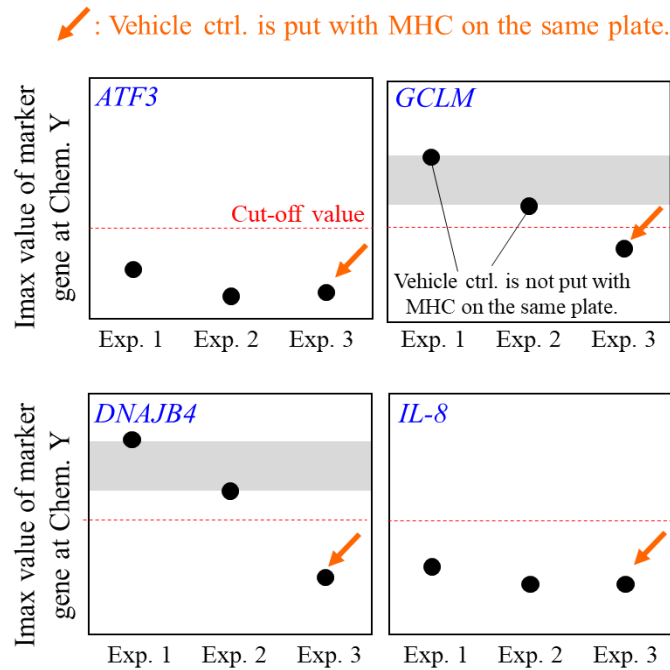 : Vehicle ctrl. is put with MHC on the same plate.
Imax value of marker
gene at Chem. Y
ATF3
Cut-off value
Exp. 1 Exp. 2 Exp. 3
GCLM
Vehicle ctrl. is not put with
MHC on the same plate.
Exp. 1 Exp. 2 Exp. 3
Imax value of marker
gene at Chem. Y
DNAJB4
Exp. 1 Exp. 2 Exp. 3
IL-8
Exp. 1 Exp. 2 Exp. 3